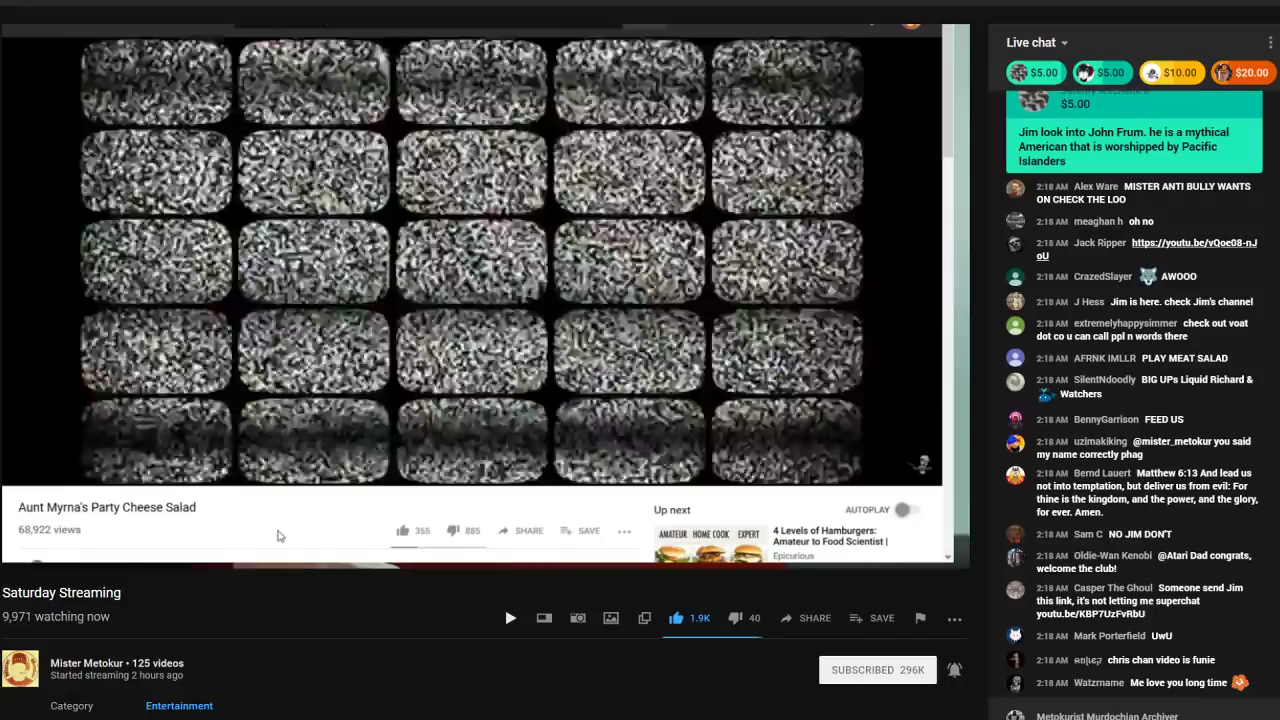 Live chat
$5.00
$5.00
$10.00
$20.00
$5.00
Jim look into John Frum. he is a mythical
American that is worshipped by Pacific
Islanders
2:18 AM Alex Ware MISTER ANTI BULLY WANTS
ON CHECK THE LOO
2:18 AM meaghan h oh no
2:18 AM Jack Ripper https://youtu.be/vQoe08-nJ
oU
2:18 AM CrazedSlayer AWOOO
2:18 AM J Hess Jim is here. check Jim's channel
2:18 AM extremelyhappysimmer check out voat
dot co u can call ppl n words there
2:18 AM AFRNK IMLLR PLAY MEAT SALAD
2:18 AM SilentNdoodly BIG UPs Liquid Richard &
Watchers
2:18 AM BennyGarrison FEED US
2:18 AM uzimakiking @mister_metokur you said
my name correctly phag
2:18 AM Bernd Lauert Matthew 6:13 And lead us
not into temptation, but deliver us from evil: For
thine is the kingdom, and the power, and the glory,
for ever. Amen.
2:18 AM Sam C NO JIM DON'T
2:18 AM Oldie-Wan Kenobi @Atari Dad congrats,
welcome the club!
2:18 AM Casper The Ghoul Someone send Jim
this link, it's not letting me superchat
youtu.be/KBP7UzFvRbU
2:18 AM Mark Porterfield UwU
2:18 AM chris chan video is funie
2:18 AM Watzrname Me love you long time
Metokurist Murdochian Archiver
Aunt Myrna's Party Cheese Salad
68,922 views
355
885
SHARE
SAVE
Up next
AUTOPLAY
AMATEUR HOME COOK EXPERT
4 Levels of Hamburgers:
Amateur to Food Scientist |
Epicurious
Saturday Streaming
9,971 watching now
1.9K
40
SHARE
SAVE
Mister Metokur • 125 videos
Started streaming 2 hours ago
SUBSCRIBED 296K
Category
Entertainment